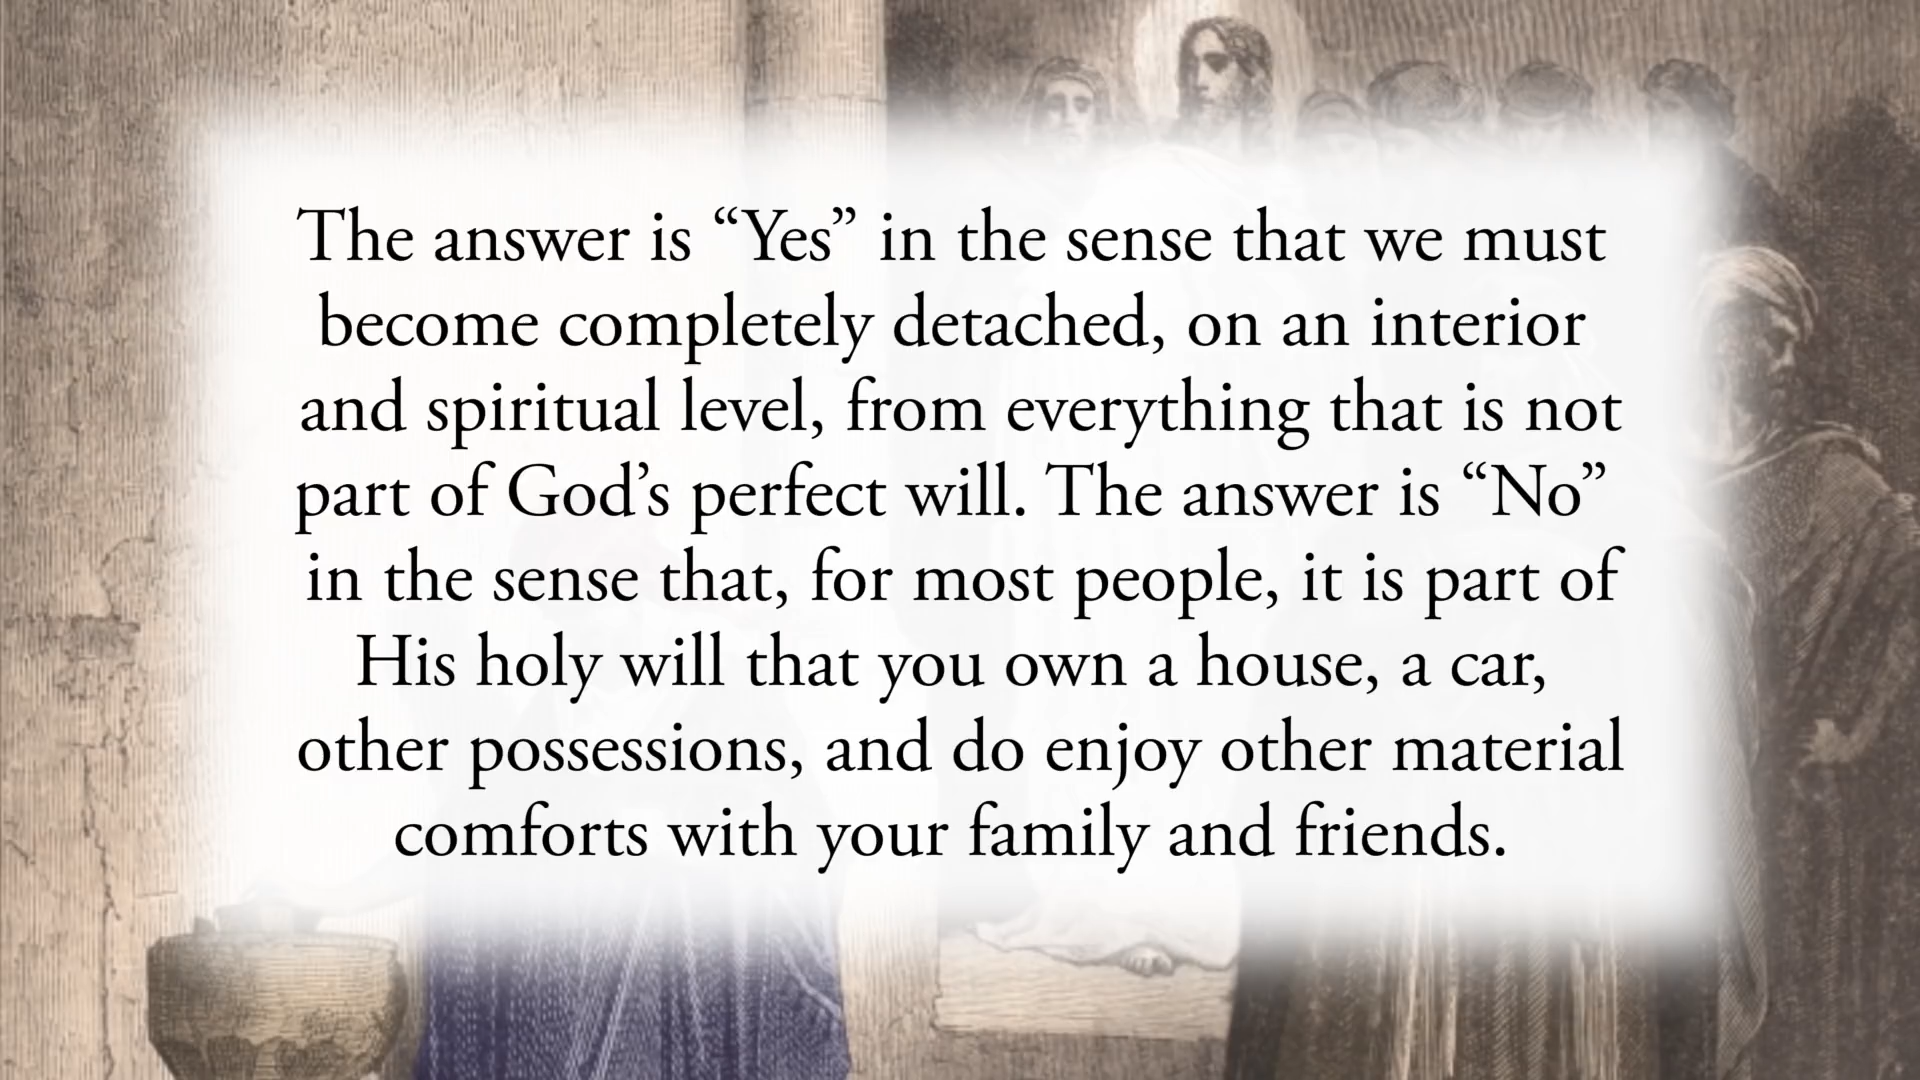 The answer is “Yes” in the sense that we must
become completely detached, on an interior
and spiritual level, from everything that is not
part of God’s perfect will. The answer is “No”
in the sense that, for most people, it is part of
His holy will that you own a house, a car,
other possessions, and do enjoy other material
comforts with your family and friends.